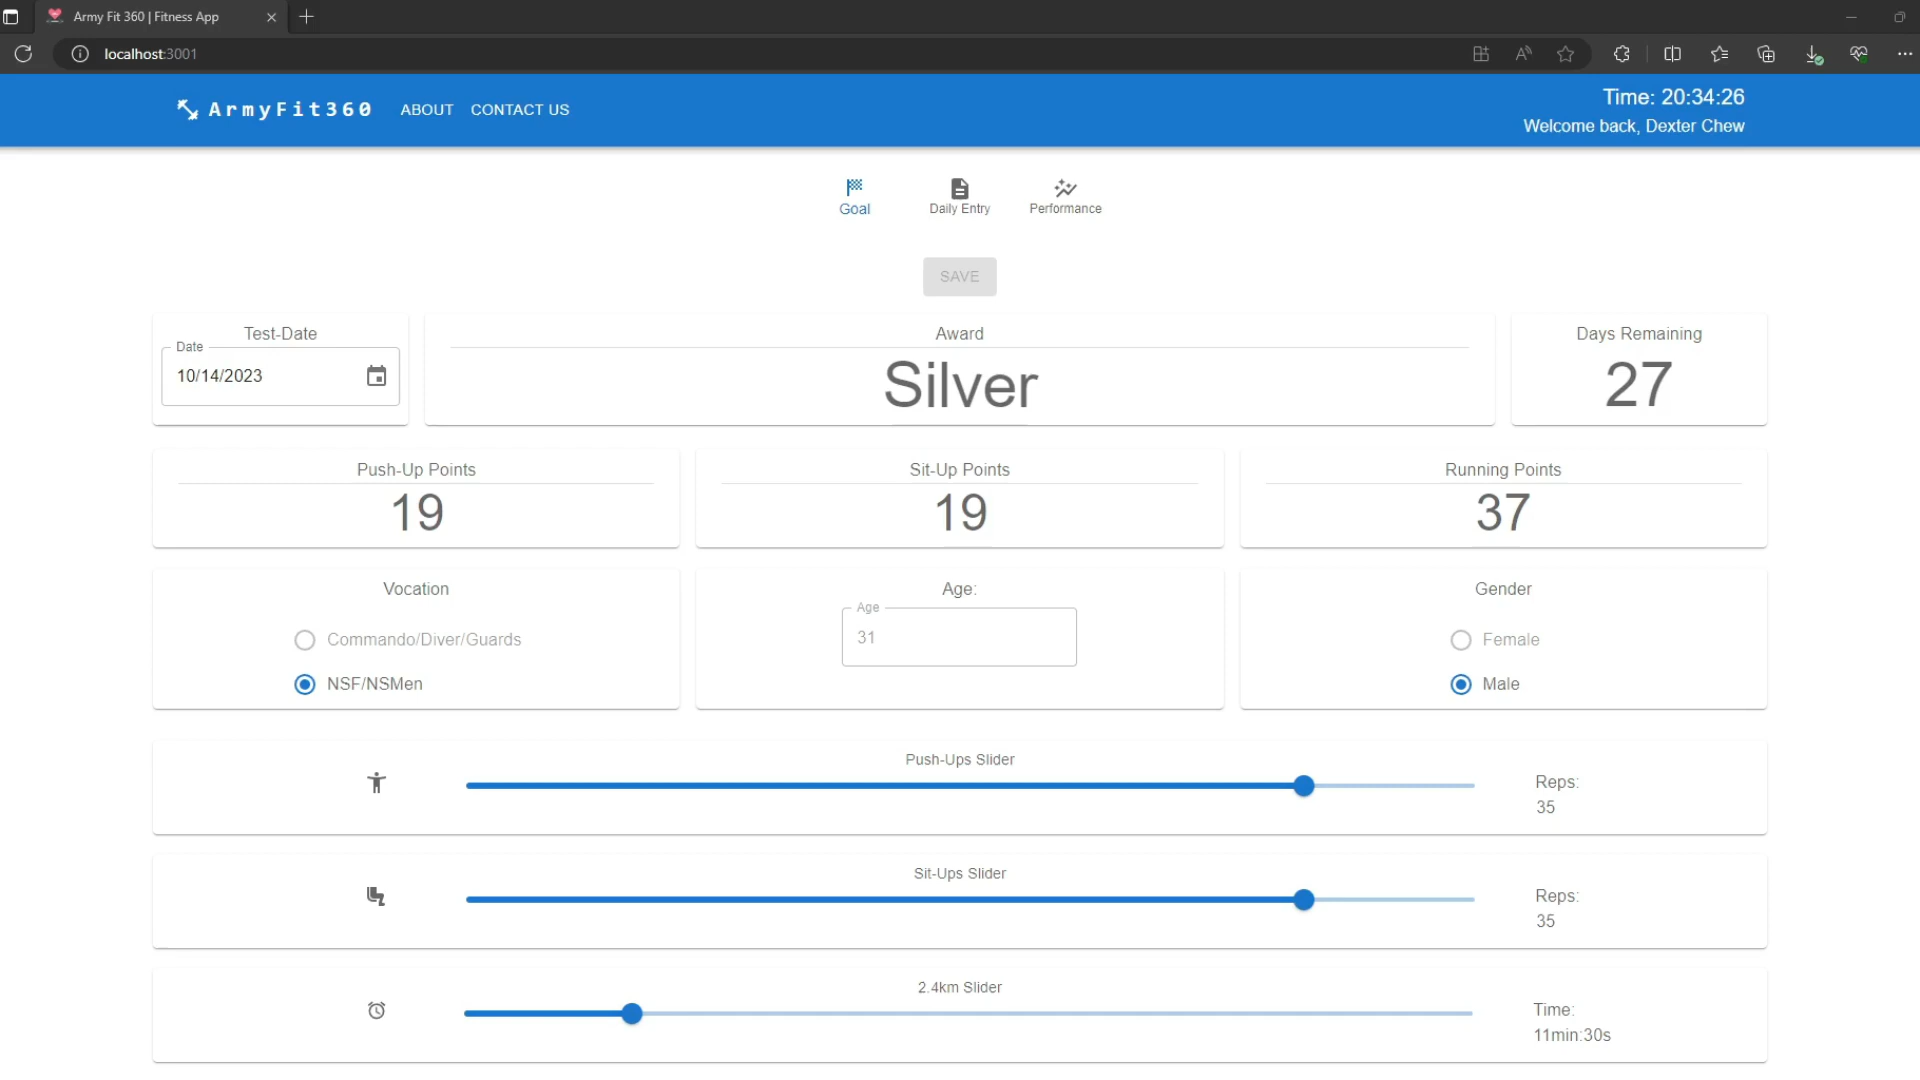 Army Fit 360 | Fitness App
localhost:3001
ArmyFit360 ABOUT CONTACT US
Time: 20:34:26
Welcome back, Dexter Chew
Goal Daily Entry Performance
SAVE
Test-Date
Date
10/14/2023
Award
Silver
Days Remaining
27
Push-Up Points
19
Sit-Up Points
19
Running Points
37
Vocation
Commando/Diver/Guards
NSF/NSMen
Age:
Age
31
Gender
Female
Male
Push-Ups Slider
Reps:
35
Sit-Ups Slider
Reps:
35
2.4km Slider
Time:
11min:30s